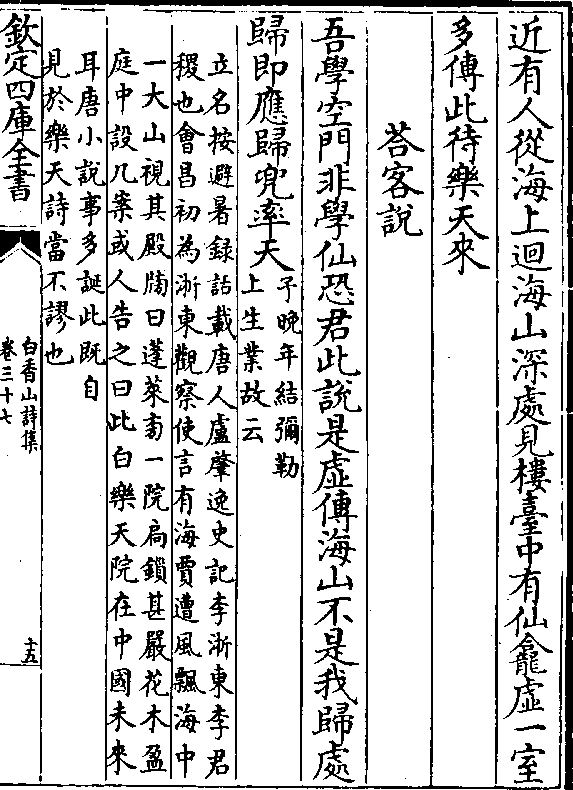 近有人從海上迴海山深處見樓臺中有仙龕虛一室
多傳此待樂天來
荅客說
吾學空門非學仙恐君此說是虛傳海山不是我歸處
歸即應歸兜率天
予晚年結彌勒
上生業故云
立名按避暑録話載唐人盧肇逸史記李浙東李君
稷也會昌初為浙東觀察使言有海賈遭風飄海中
一大山視其殿牓曰蓬萊旁一院扃鎖甚嚴花木盈
庭中設几案或人告之曰此白樂天院在中國未來
耳唐小說事多誕此既自
見於樂天詩當不謬也
欽定四庫全書
白香山詩集
卷三十七
十五